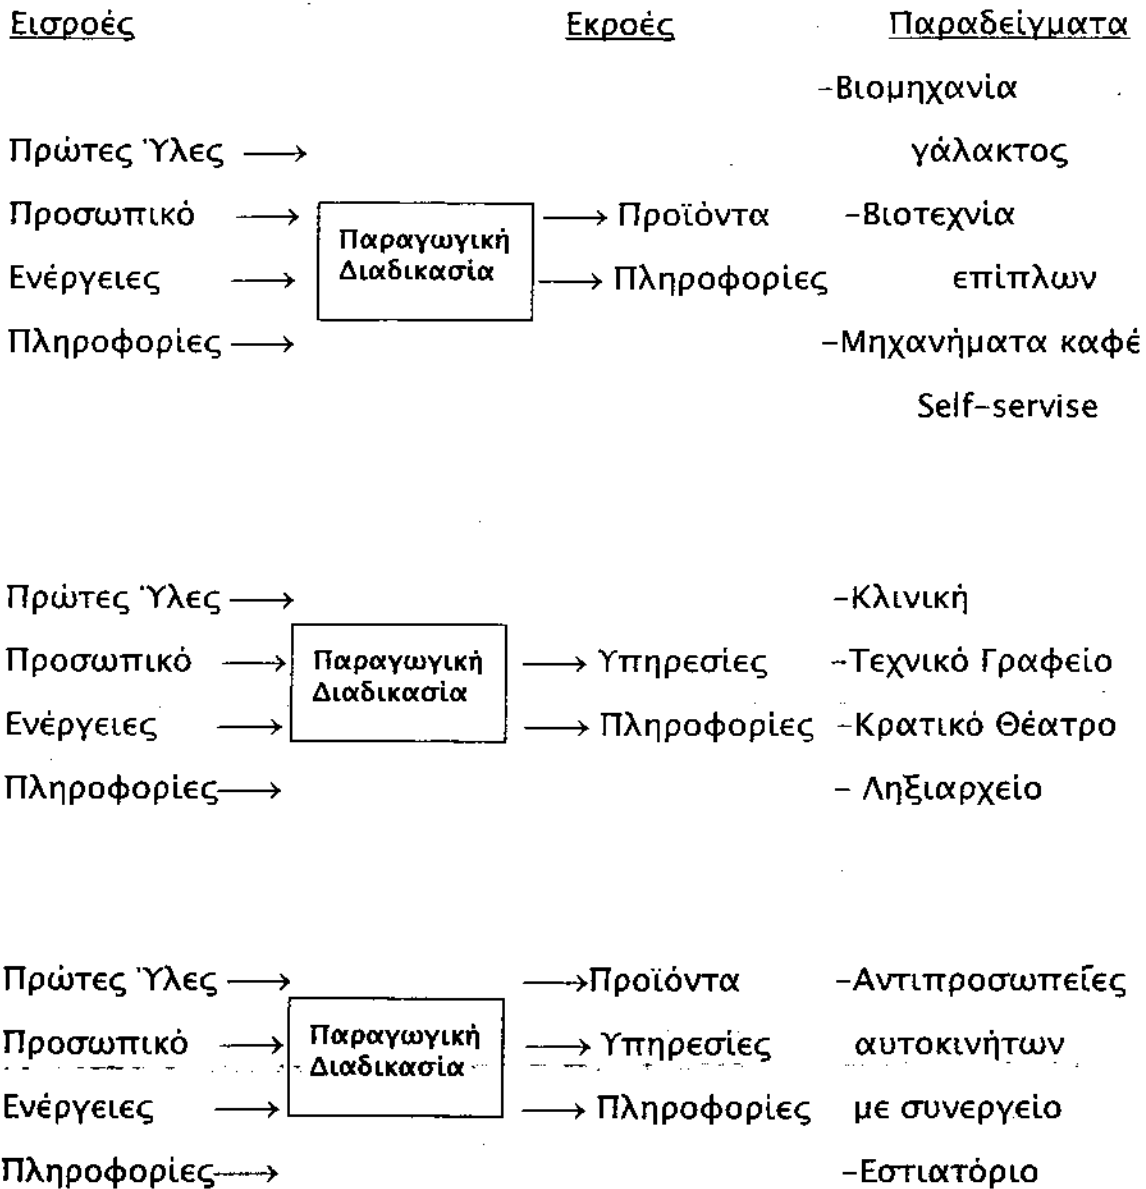 Εισροές Εκροές Παραδείγματα
-Βιομηχανία
Πρώτες Ύλες → γάλακτος
Προσωπικό → Παραγωγική → Προϊόντα -Βιοτεχνία
Ενέργειες → Διαδικασία → Πληροφορίες επίπλων
Πληροφορίες → -Μηχανήματα καφέ
Self-servise
Πρώτες Ύλες → -Κλινική
Προσωπικό → Παραγωγική → Υπηρεσίες -Τεχνικό Γραφείο
Ενέργειες → Διαδικασία → Πληροφορίες -Κρατικό Θέατρο
Πληροφορίες → - Ληξιαρχείο
Πρώτες Ύλες → → Προϊόντα -Αντιπροσωπείες
Προσωπικό → Παραγωγική → Υπηρεσίες αυτοκινήτων
Ενέργειες → Διαδικασία → Πληροφορίες με συνεργείο
Πληροφορίες → -Εστιατόριο